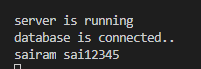 server is running
database is connected..
sairam sai12345